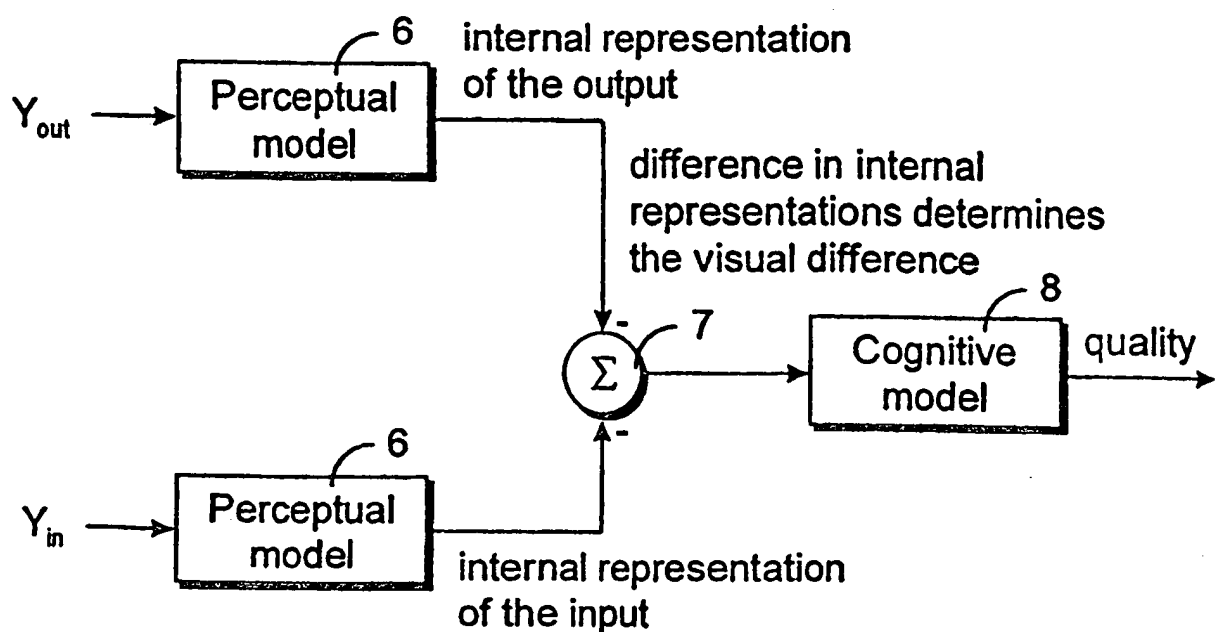 6
internal representation
of the output
Y_out
Perceptual
model
difference in internal
representations determines
the visual difference
-
7
Σ
-
8
Cognitive
model
quality
6
Y_in
Perceptual
model
internal representation
of the input